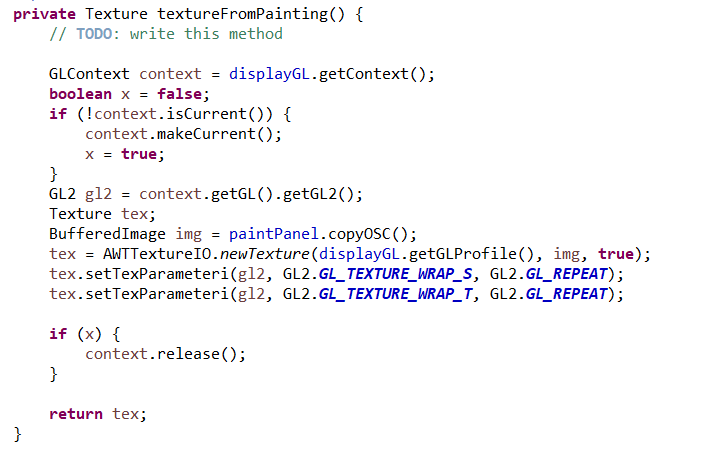 private Texture textureFromPainting() {
    // TODO: write this method

    GLContext context = displayGL.getContext();
    boolean x = false;
    if (!context.isCurrent()) {
        context.makeCurrent();
        x = true;
    }
    GL2 gl2 = context.getGL().getGL2();
    Texture tex;
    BufferedImage img = paintPanel.copyOSC();
    tex = AWTTextureIO.newTexture(displayGL.getGLProfile(), img, true);
    tex.setTexParameteri(gl2, GL2.GL_TEXTURE_WRAP_S, GL2.GL_REPEAT);
    tex.setTexParameteri(gl2, GL2.GL_TEXTURE_WRAP_T, GL2.GL_REPEAT);

    if (x) {
        context.release();
    }

    return tex;
}